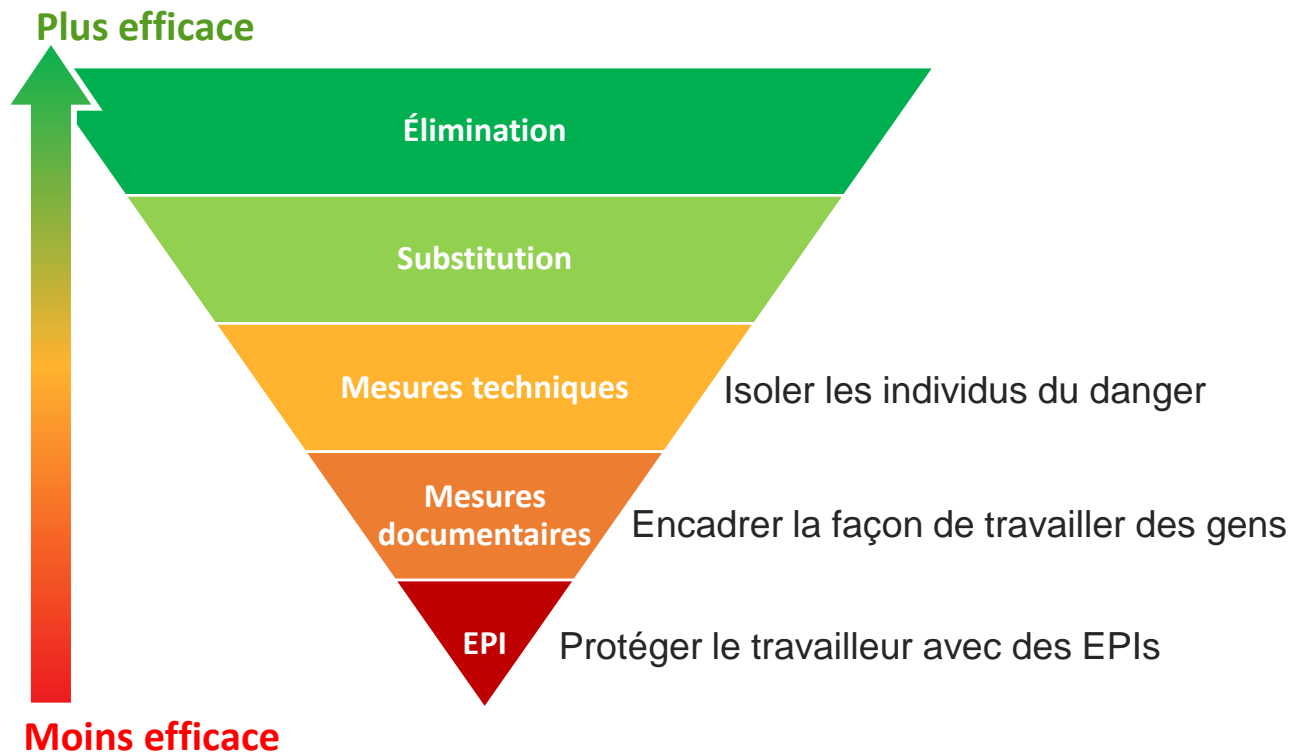 Plus efficace
Élimination
Substitution
Mesures techniques
Isoler les individus du danger
Mesures
documentaires
Encadrer la façon de travailler des gens
EPI
Protéger le travailleur avec des EPIs
Moins efficace